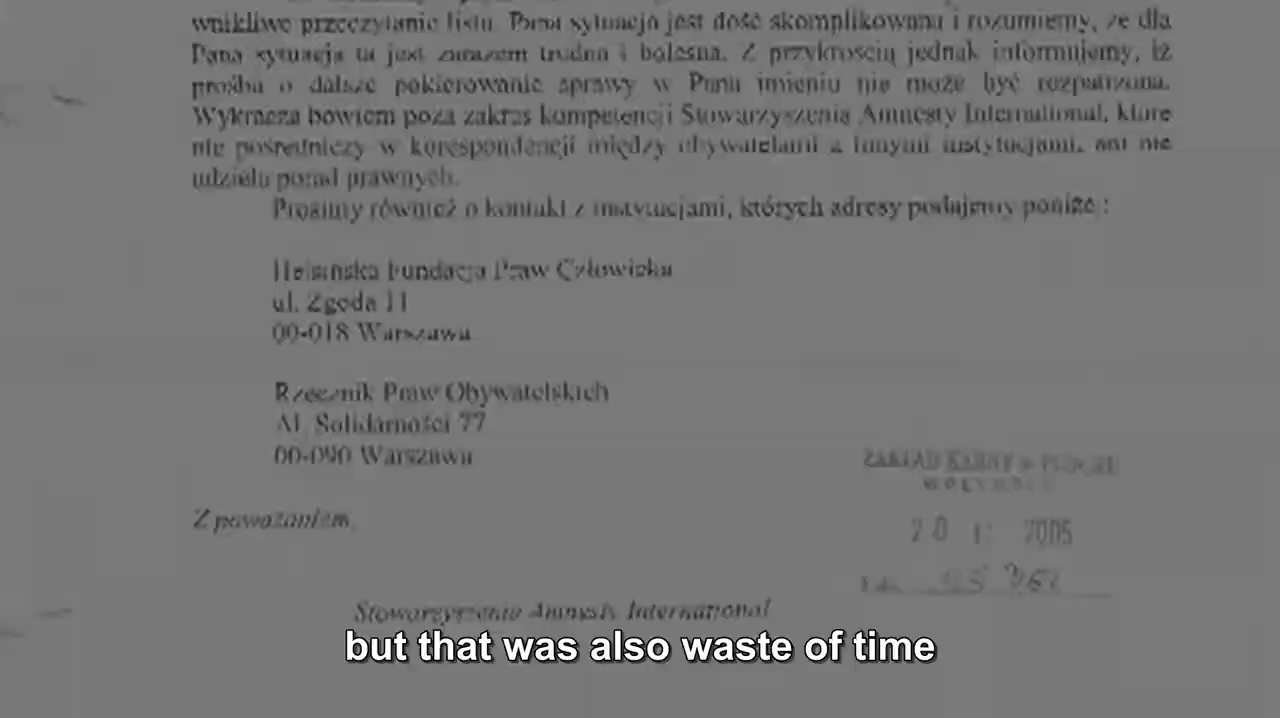 wnikliwe przeczytanie listu. Pana sytuacja jest dość skomplikowana i rozumiemy, że dla
Pana sytuacja ta jest zarazem trudna i bolesna. Z przykrością jednak informujemy, iż
prośba o dalsze pokierowanie sprawy w Pana imieniu nie może być rozpatrzona.
Wykracza bowiem poza zakres kompetencji Stowarzyszenia Amnesty International, które
nie pośredniczy w korespondencji między obywatelami a innymi instytucjami, ani nie
udziela porad prawnych.
Prosimy również o kontakt z instytucjami, których adresy podajemy poniże :
Helsińska Fundacja Praw Człowieka
ul. Zgoda 11
00-018 Warszawa
Rzecznik Praw Obywatelskich
Al. Solidarności 77
00-090 Warszawa
ZAKŁAD KARNY
Z poważaniem,
2005
Stowarzyszenie Amnesty International
but that was also waste of time